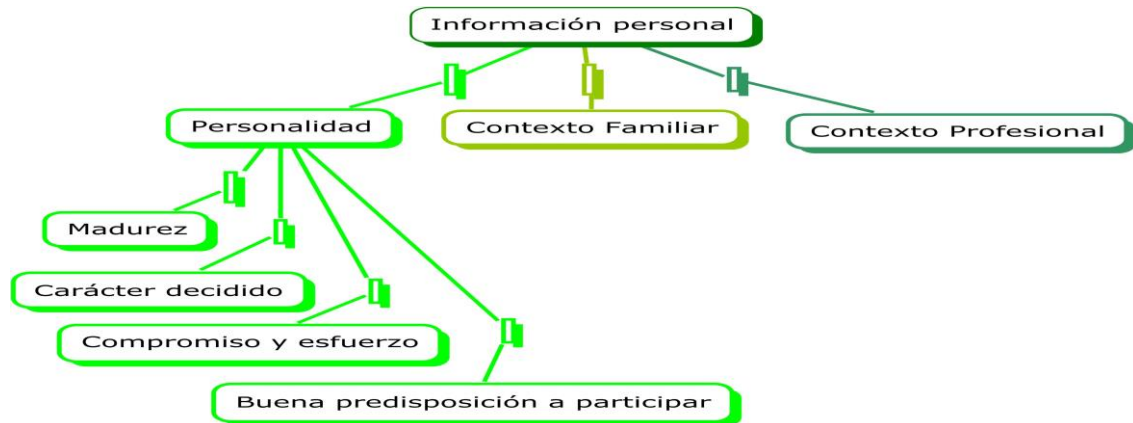 Información personal
Personalidad
Contexto Familiar
Contexto Profesional
Madurez
Carácter decidido
Compromiso y esfuerzo
Buena predisposición a participar